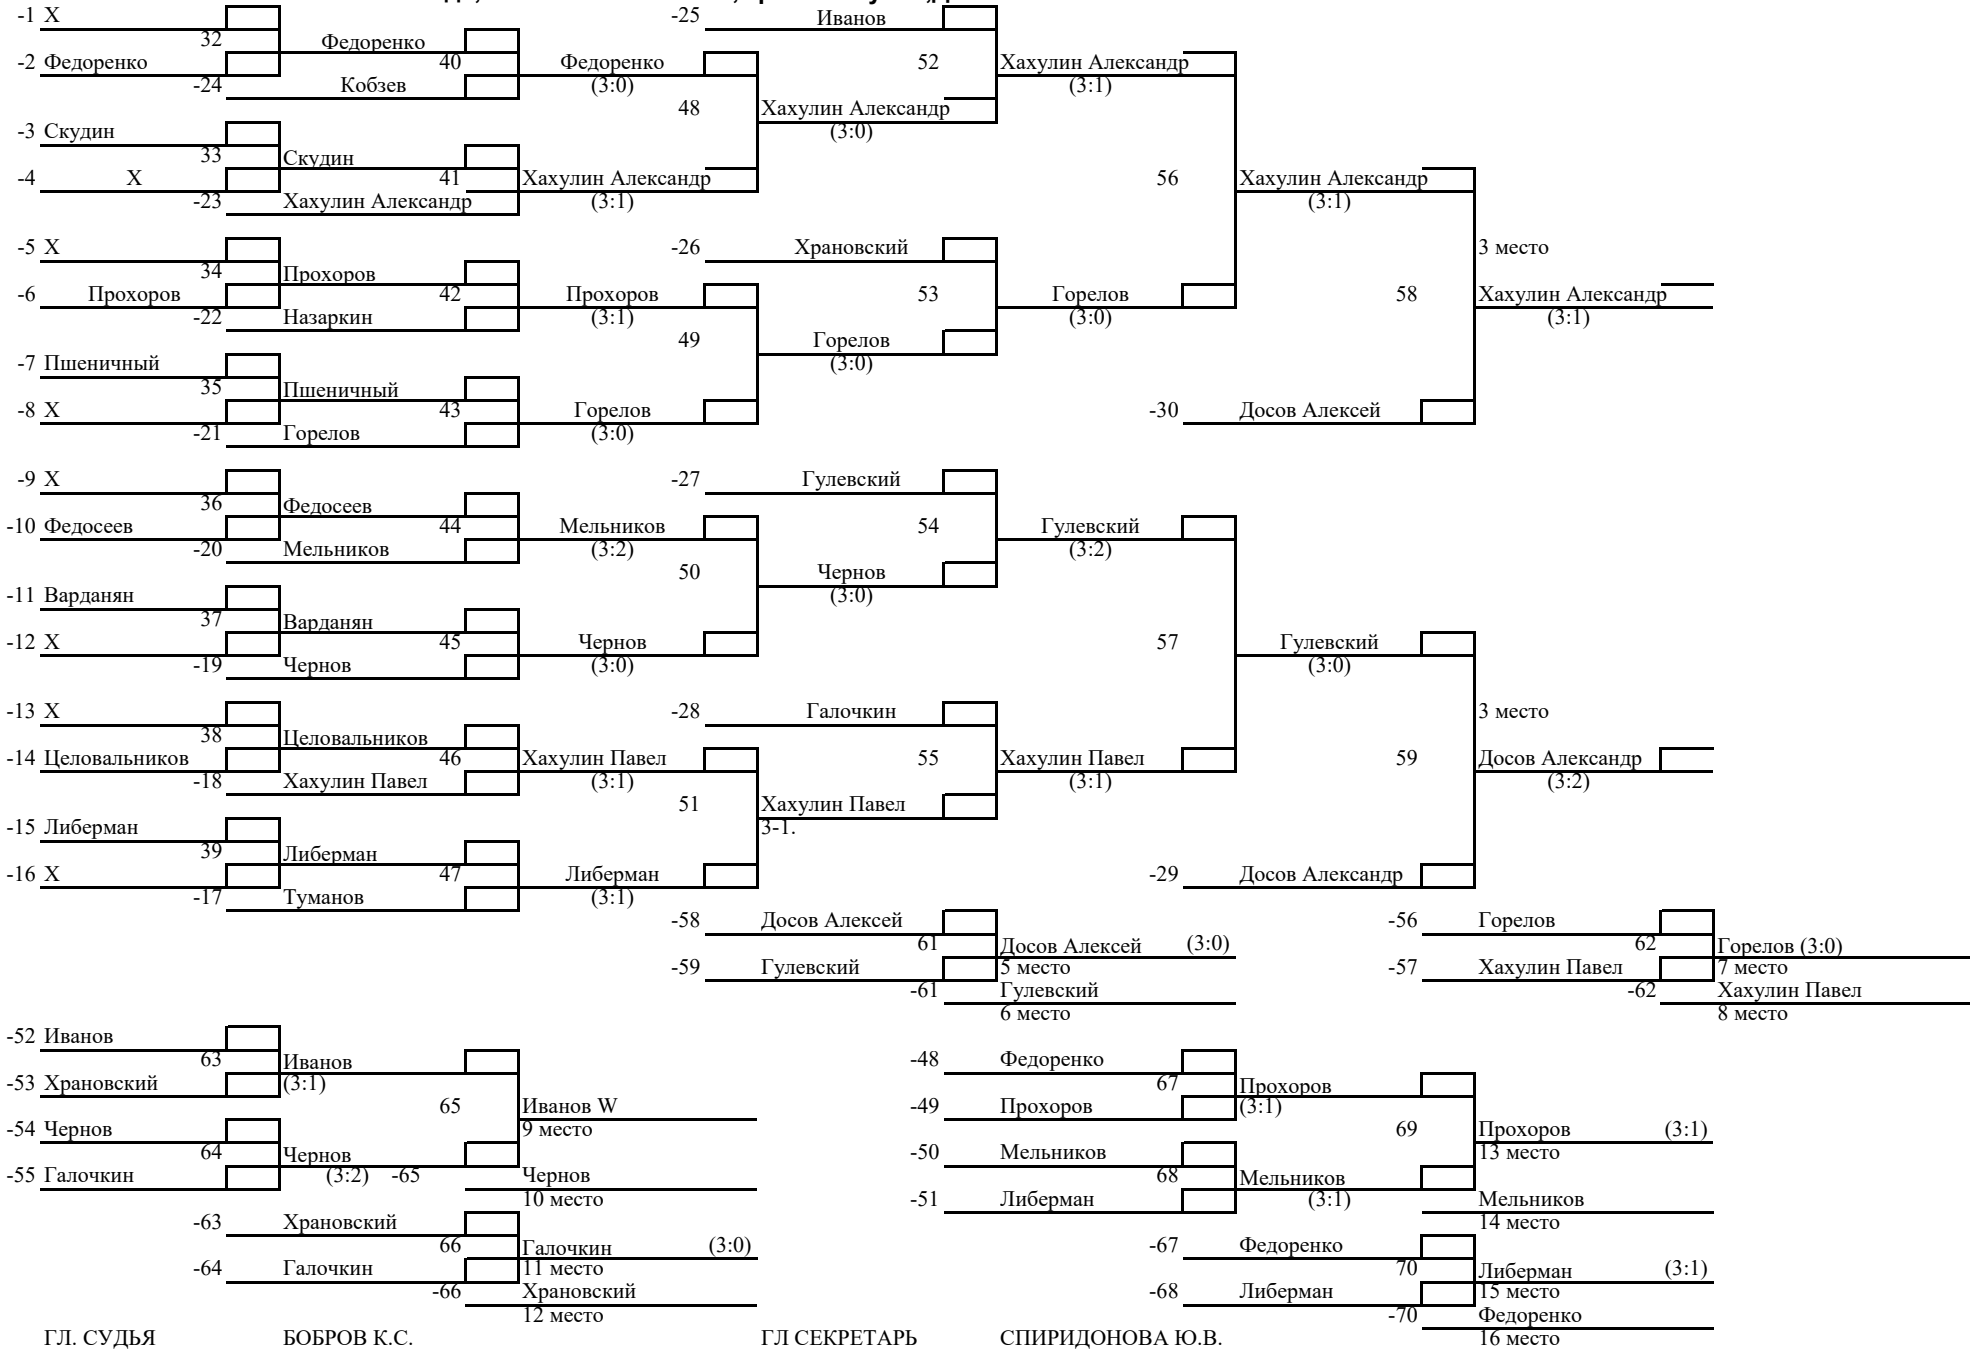 -1 X -25 Иванов
32 Федоренко
-2 Федоренко 40 Федоренко 52 Хахулин Александр
-24 Кобзев (3:0) (3:1)
48 Хахулин Александр
-3 Скудин (3:0)
33 Скудин
-4 X 41 Хахулин Александр 56 Хахулин Александр
-23 Хахулин Александр (3:1) (3:1)
-5 X -26 Храновский 3 место
34 Прохоров
-6 Прохоров 42 Прохоров 53 Горелов 58 Хахулин Александр
-22 Назаркин (3:1) (3:0) (3:1)
49 Горелов
-7 Пшеничный (3:0)
35 Пшеничный
-8 X 43 Горелов -30 Досов Алексей
-21 Горелов (3:0)
-9 X -27 Гулевский
36 Федосеев
-10 Федосеев 44 Мельников 54 Гулевский
-20 Мельников (3:2) (3:2)
50 Чернов
-11 Варданян (3:0)
37 Варданян
-12 X 45 Чернов 57 Гулевский
-19 Чернов (3:0) (3:0)
-13 X -28 Галочкин 3 место
38 Целовальников
-14 Целовальников 46 Хахулин Павел 55 Хахулин Павел 59 Досов Александр
-18 Хахулин Павел (3:1) (3:1) (3:2)
51 Хахулин Павел
-15 Либерман 3-1.
39 Либерман
-16 X 47 Либерман -29 Досов Александр
-17 Туманов (3:1)
-58 Досов Алексей -56 Горелов
61 Досов Алексей (3:0) 62 Горелов (3:0)
-59 Гулевский 5 место -57 Хахулин Павел 7 место
-61 Гулевский -62 Хахулин Павел
6 место 8 место
-52 Иванов
63 Иванов -48 Федоренко
-53 Храновский (3:1) 67 Прохоров
65 Иванов W -49 Прохоров (3:1)
-54 Чернов 9 место 69 Прохоров (3:1)
64 Чернов -50 Мельников 13 место
-55 Галочкин (3:2) -65 Чернов 68 Мельников
10 место -51 Либерман (3:1) Мельников
-63 Храновский 14 место
66 Галочкин (3:0) -67 Федоренко
-64 Галочкин 11 место 70 Либерман (3:1)
-66 Храновский -68 Либерман 15 место
12 место -70 Федоренко
ГЛ. СУДЬЯ БОБРОВ К.С. ГЛ СЕКРЕТАРЬ СПИРИДОНОВА Ю.В. 16 место